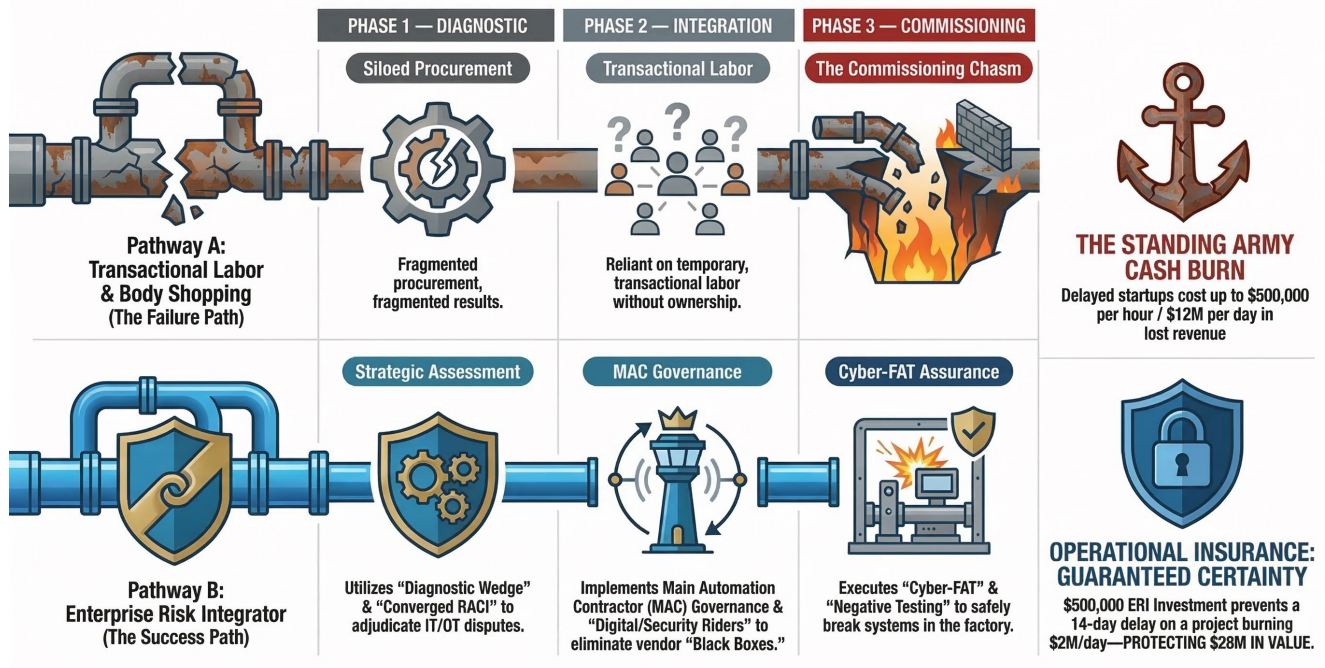 PHASE 1 — DIAGNOSTIC
PHASE 2 — INTEGRATION
PHASE 3 — COMMISSIONING
Siloed Procurement
Transactional Labor
The Commissioning Chasm
? ? ?
Pathway A:
Transactional Labor
& Body Shopping
(The Failure Path)
Fragmented
procurement,
fragmented results.
Reliant on temporary,
transactional labor
without ownership.
THE STANDING ARMY
CASH BURN
Delayed startups cost up to $500,000
per hour / $12M per day in
lost revenue
Strategic Assessment
MAC Governance
Cyber-FAT Assurance
Pathway B:
Enterprise Risk Integrator
(The Success Path)
Utilizes “Diagnostic Wedge”
& “Converged RACI” to
adjudicate IT/OT disputes.
Implements Main Automation
Contractor (MAC) Governance &
“Digital/Security Riders” to
eliminate vendor “Black Boxes.”
Executes “Cyber-FAT” &
“Negative Testing” to safely
break systems in the factory.
OPERATIONAL INSURANCE:
GUARANTEED CERTAINTY
$500,000 ERI Investment prevents a
14-day delay on a project burning
$2M/day—PROTECTING $28M IN VALUE.